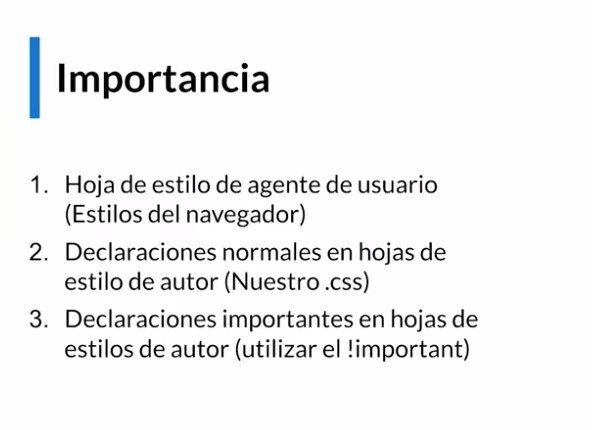 Importancia
1. Hoja de estilo de agente de usuario
(Estilos del navegador)
2. Declaraciones normales en hojas de
estilo de autor (Nuestro .css)
3. Declaraciones importantes en hojas de
estilos de autor (utilizar el !important)